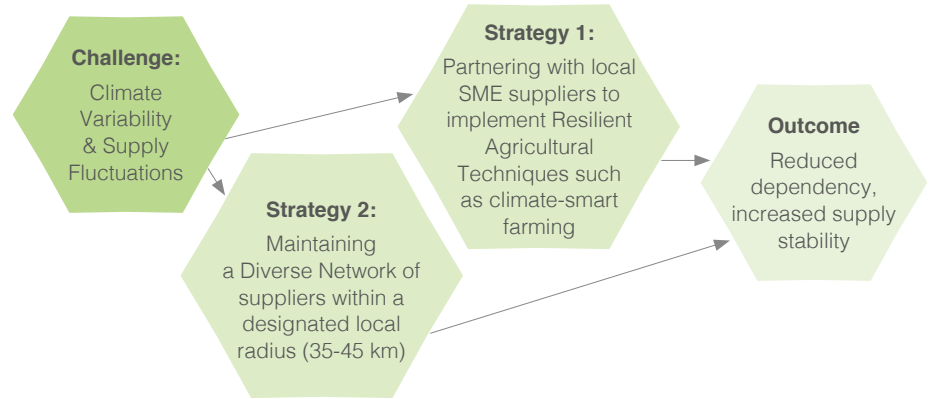 Challenge:
Climate
Variability
& Supply
Fluctuations
Strategy 1:
Partnering with local
SME suppliers to
implement Resilient
Agricultural
Techniques such
as climate-smart
farming
Strategy 2:
Maintaining
a Diverse Network of
suppliers within a
designated local
radius (35-45 km)
Outcome
Reduced
dependency,
increased supply
stability